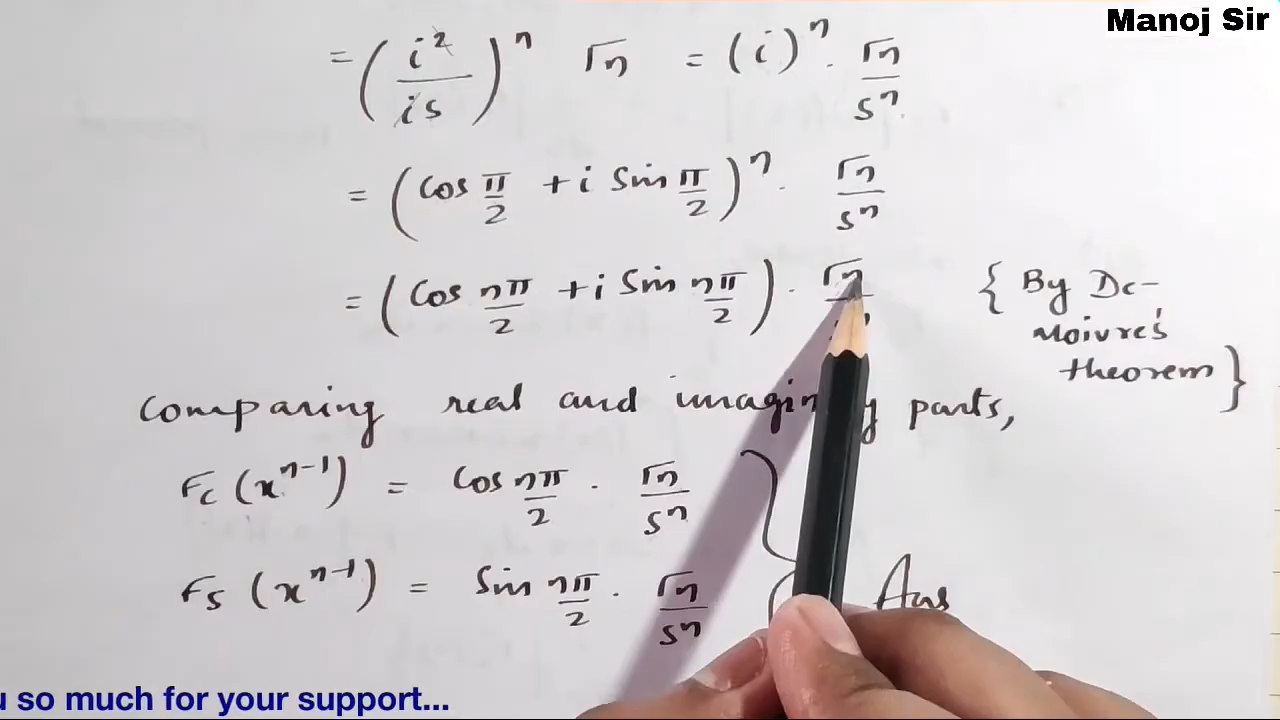 Manoj Sir
= (i²/is)ⁿ Γn = (i)ⁿ · Γn/sⁿ
= (Cos π/2 + i Sin π/2)ⁿ · Γn/sⁿ
= (Cos nπ/2 + i Sin nπ/2) · Γn { By De-
Moivre's
theorem }
Comparing real and parts,
Fc (xⁿ⁻¹) = Cos nπ/2 · Γn/sⁿ
Fs (xⁿ⁻¹) = Sin nπ/2 · Γn/sⁿ } Ans
so much for your support...